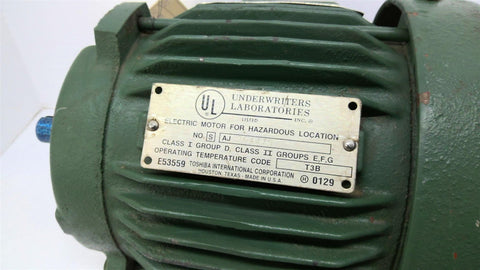 UL
UNDERWRITERS
LABORATORIES
LISTED INC. ®
ELECTRIC MOTOR FOR HAZARDOUS LOCATION
NO. S AJ
CLASS I GROUP D, CLASS II GROUPS E,F,G
OPERATING TEMPERATURE CODE T3B
E53559 TOSHIBA INTERNATIONAL CORPORATION
HOUSTON, TEXAS - MADE IN U.S.A. H 0129